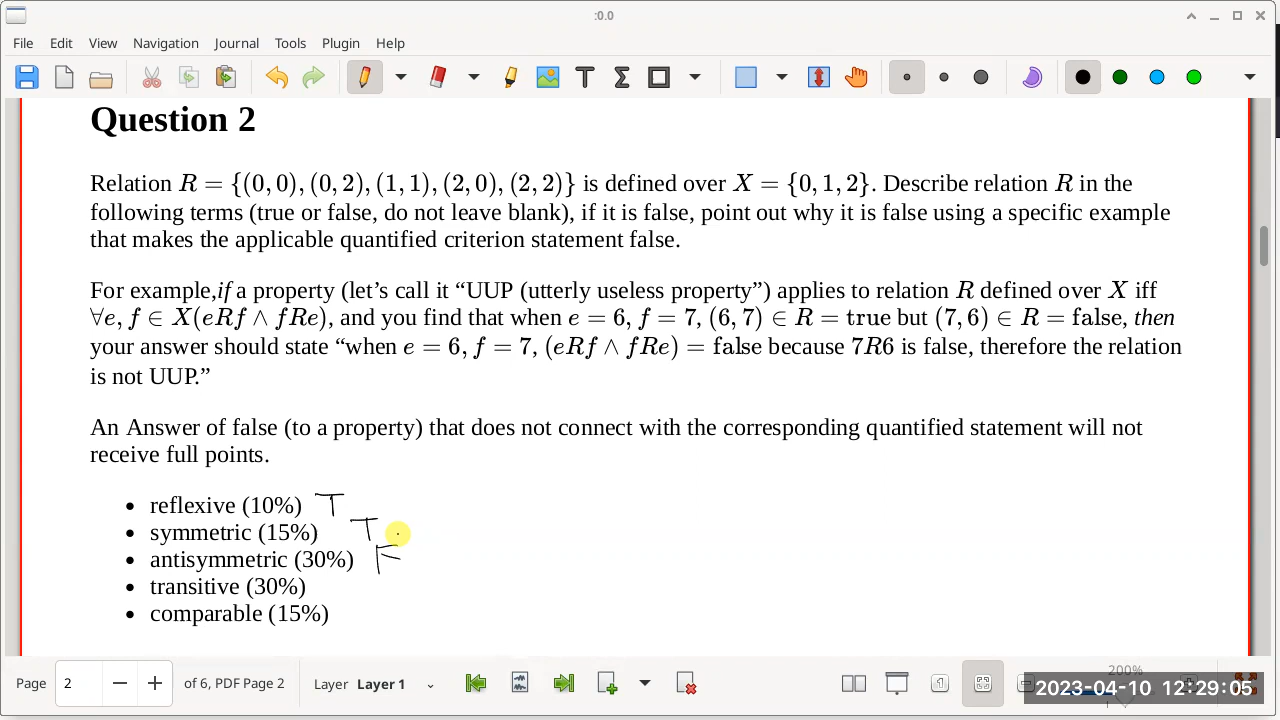 :0.0
File Edit View Navigation Journal Tools Plugin Help
Question 2
Relation R = {(0, 0), (0, 2), (1, 1), (2, 0), (2, 2)} is defined over X = {0, 1, 2}. Describe relation R in the
following terms (true or false, do not leave blank), if it is false, point out why it is false using a specific example
that makes the applicable quantified criterion statement false.
For example,if a property (let’s call it “UUP (utterly useless property”) applies to relation R defined over X iff
∀e, f ∈ X(eRf ∧ fRe), and you find that when e = 6, f = 7, (6, 7) ∈ R = true but (7, 6) ∈ R = false, then
your answer should state “when e = 6, f = 7, (eRf ∧ fRe) = false because 7R6 is false, therefore the relation
is not UUP.”
An Answer of false (to a property) that does not connect with the corresponding quantified statement will not
receive full points.
• reflexive (10%) T
• symmetric (15%) T
• antisymmetric (30%) F
• transitive (30%)
• comparable (15%)
Page 2 of 6, PDF Page 2 Layer Layer 1 200%
2023-04-10 12:29:05